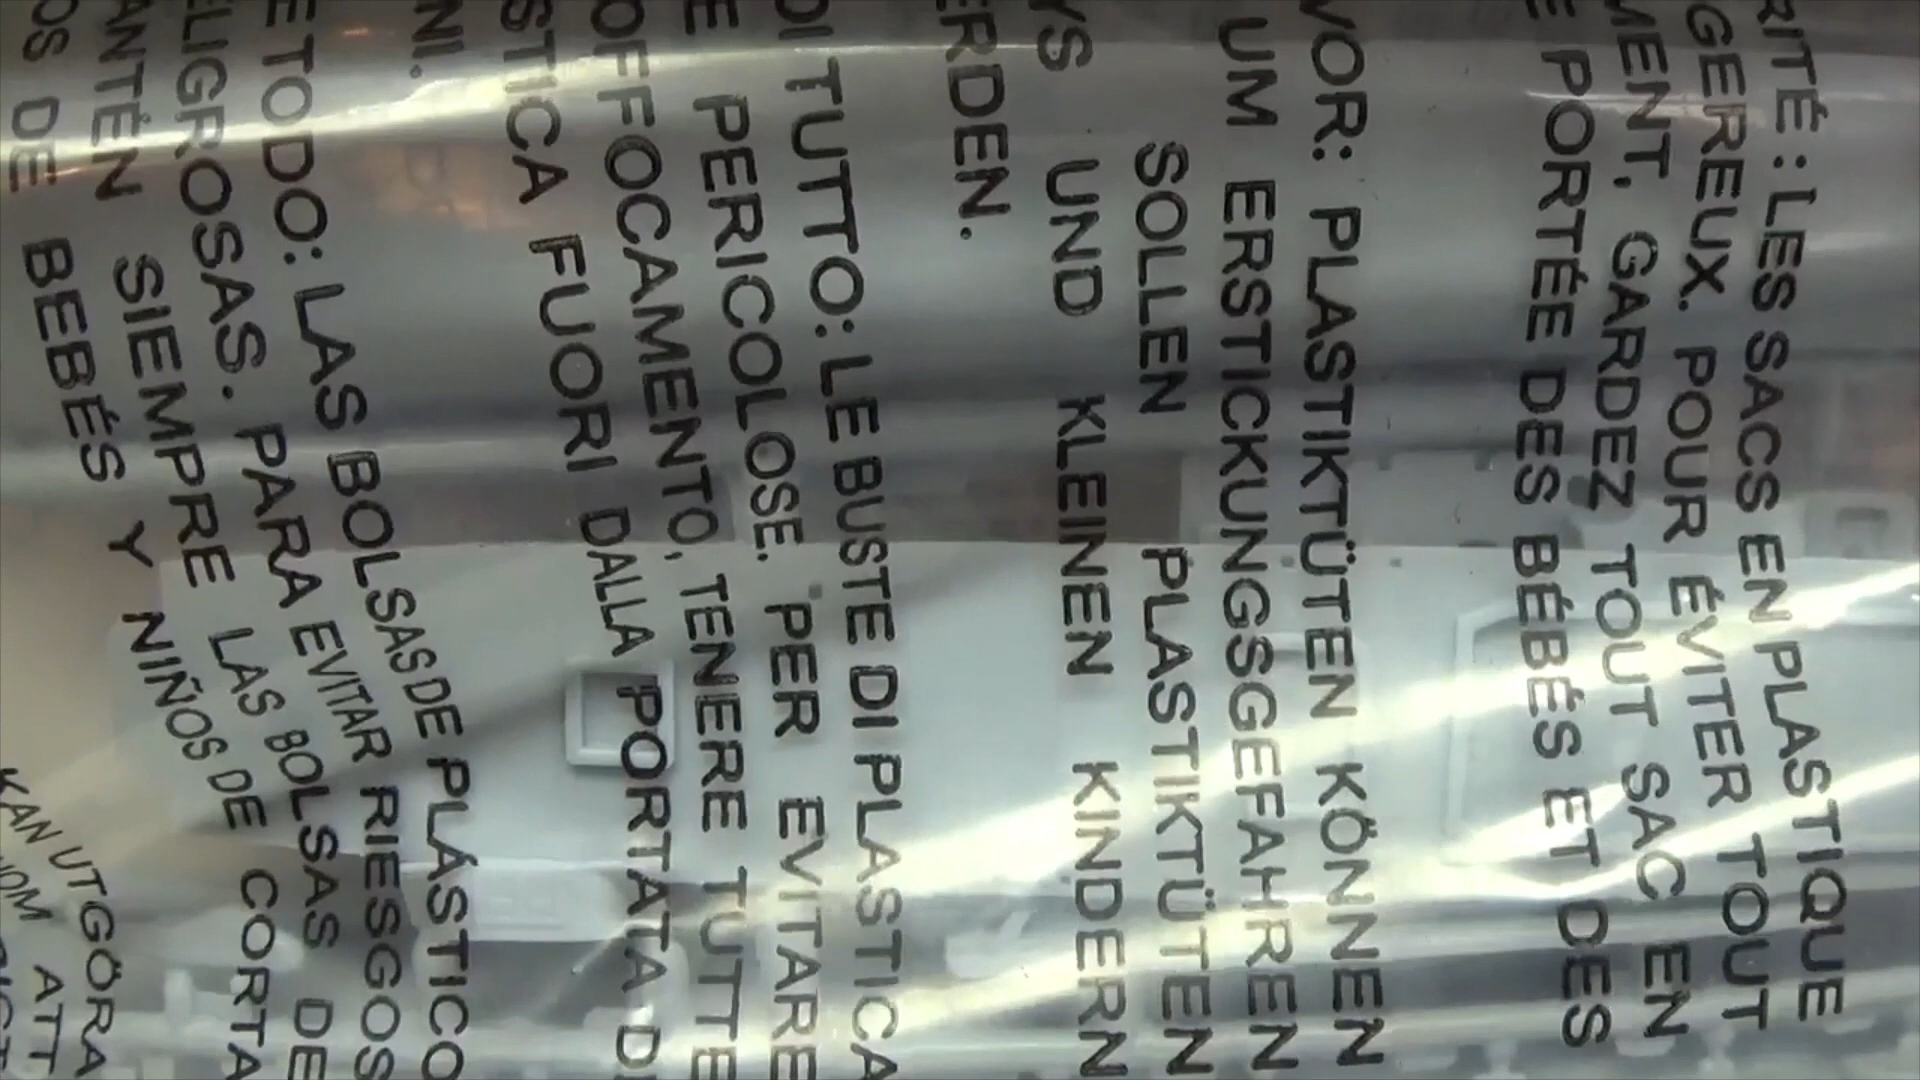 RITÉ : LES SACS EN PLASTIQUE
GEREUX. POUR ÉVITER TOUT
MENT, GARDEZ TOUT SAC EN
E PORTÉE DES BÉBÉS ET DES
VOR: PLASTIKTÜTEN KÖNNEN
UM ERSTICKUNGSGEFAHREN
SOLLEN PLASTIKTÜTEN
YS UND KLEINEN KINDERN
ERDEN.
DI TUTTO: LE BUSTE DI PLASTICA
E PERICOLOSE. PER EVITARE
OFFOCAMENTO, TENERE TUTTE
STICA FUORI DALLA PORTATA DI
NI.
E TODO: LAS BOLSAS DE PLÁSTICO
ELIGROSAS. PARA EVITAR RIESGOS
ANTÉN SIEMPRE LAS BOLSAS DE
OS DE BEBÉS Y NIÑOS DE CORTA
KAN UTGÖRA
ATT